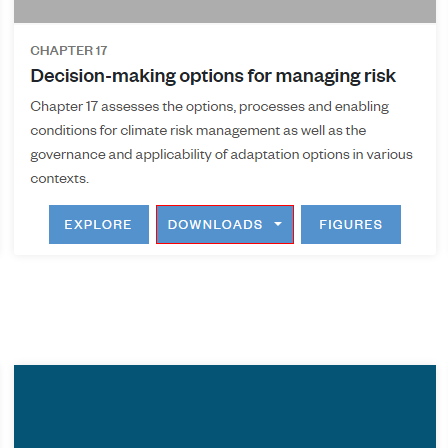 CHAPTER 17
Decision-making options for managing risk
Chapter 17 assesses the options, processes and enabling
conditions for climate risk management as well as the
governance and applicability of adaptation options in various
contexts.
EXPLORE DOWNLOADS FIGURES